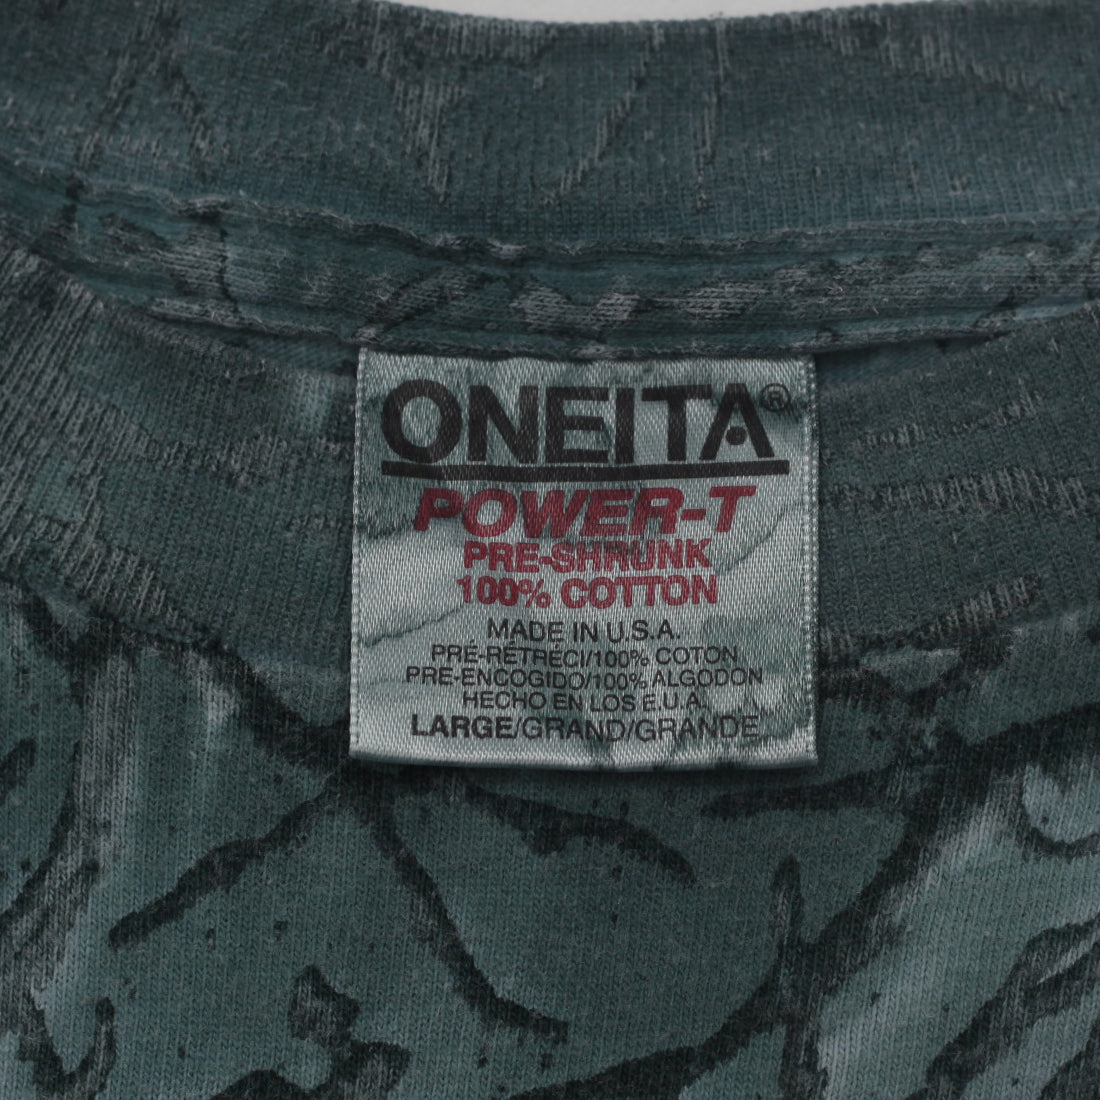 ONEITA®
POWER-T
PRE-SHRUNK
100% COTTON
MADE IN U.S.A.
PRÉ-RÉTRÉCI/100% COTON
PRE-ENCOGIDO/100% ALGODON
HECHO EN LOS E.U.A.
LARGE/GRAND/GRANDE